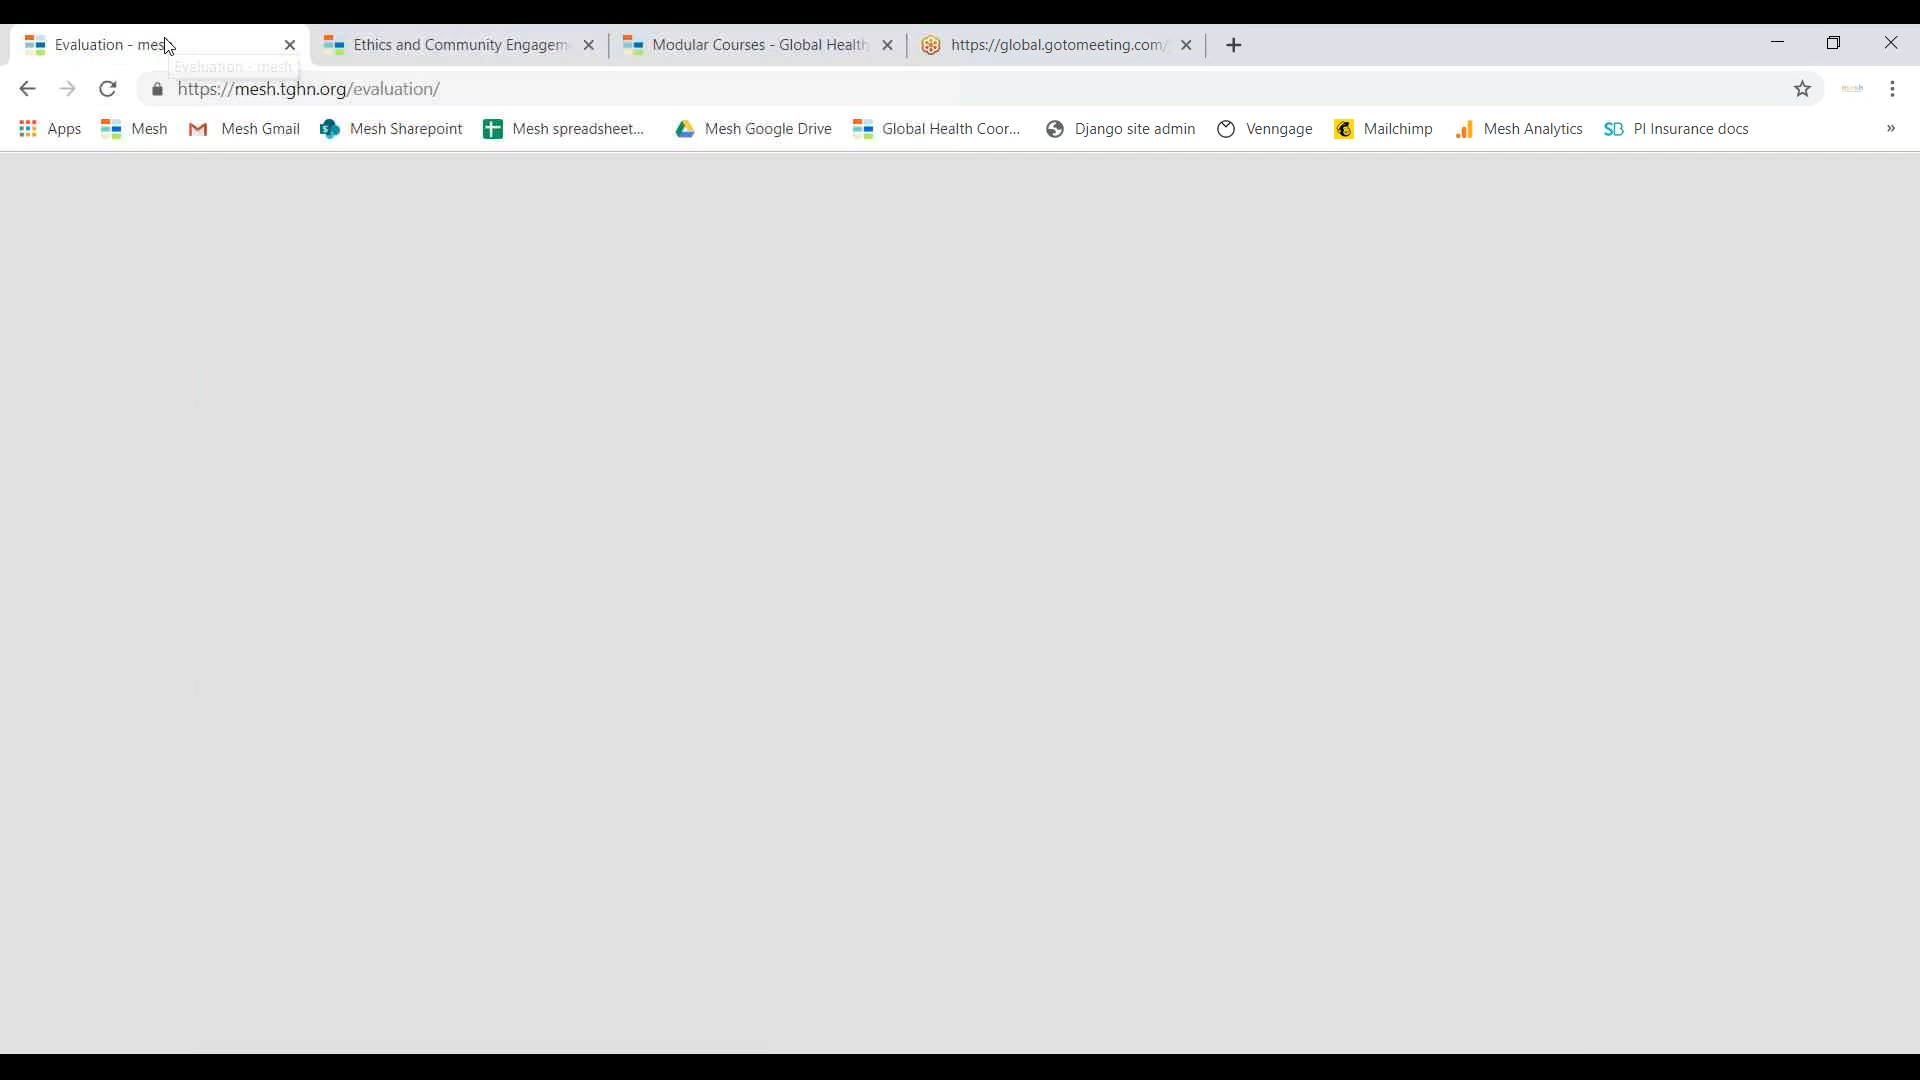 Evaluation - mes
Ethics and Community Engagem
Modular Courses - Global Health
https://global.gotomeeting.com/
Evaluation - mesh
https://mesh.tghn.org/evaluation/
mesh
Apps
Mesh
Mesh Gmail
Mesh Sharepoint
Mesh spreadsheet...
Mesh Google Drive
Global Health Coor...
Django site admin
Venngage
Mailchimp
Mesh Analytics
SB PI Insurance docs
»